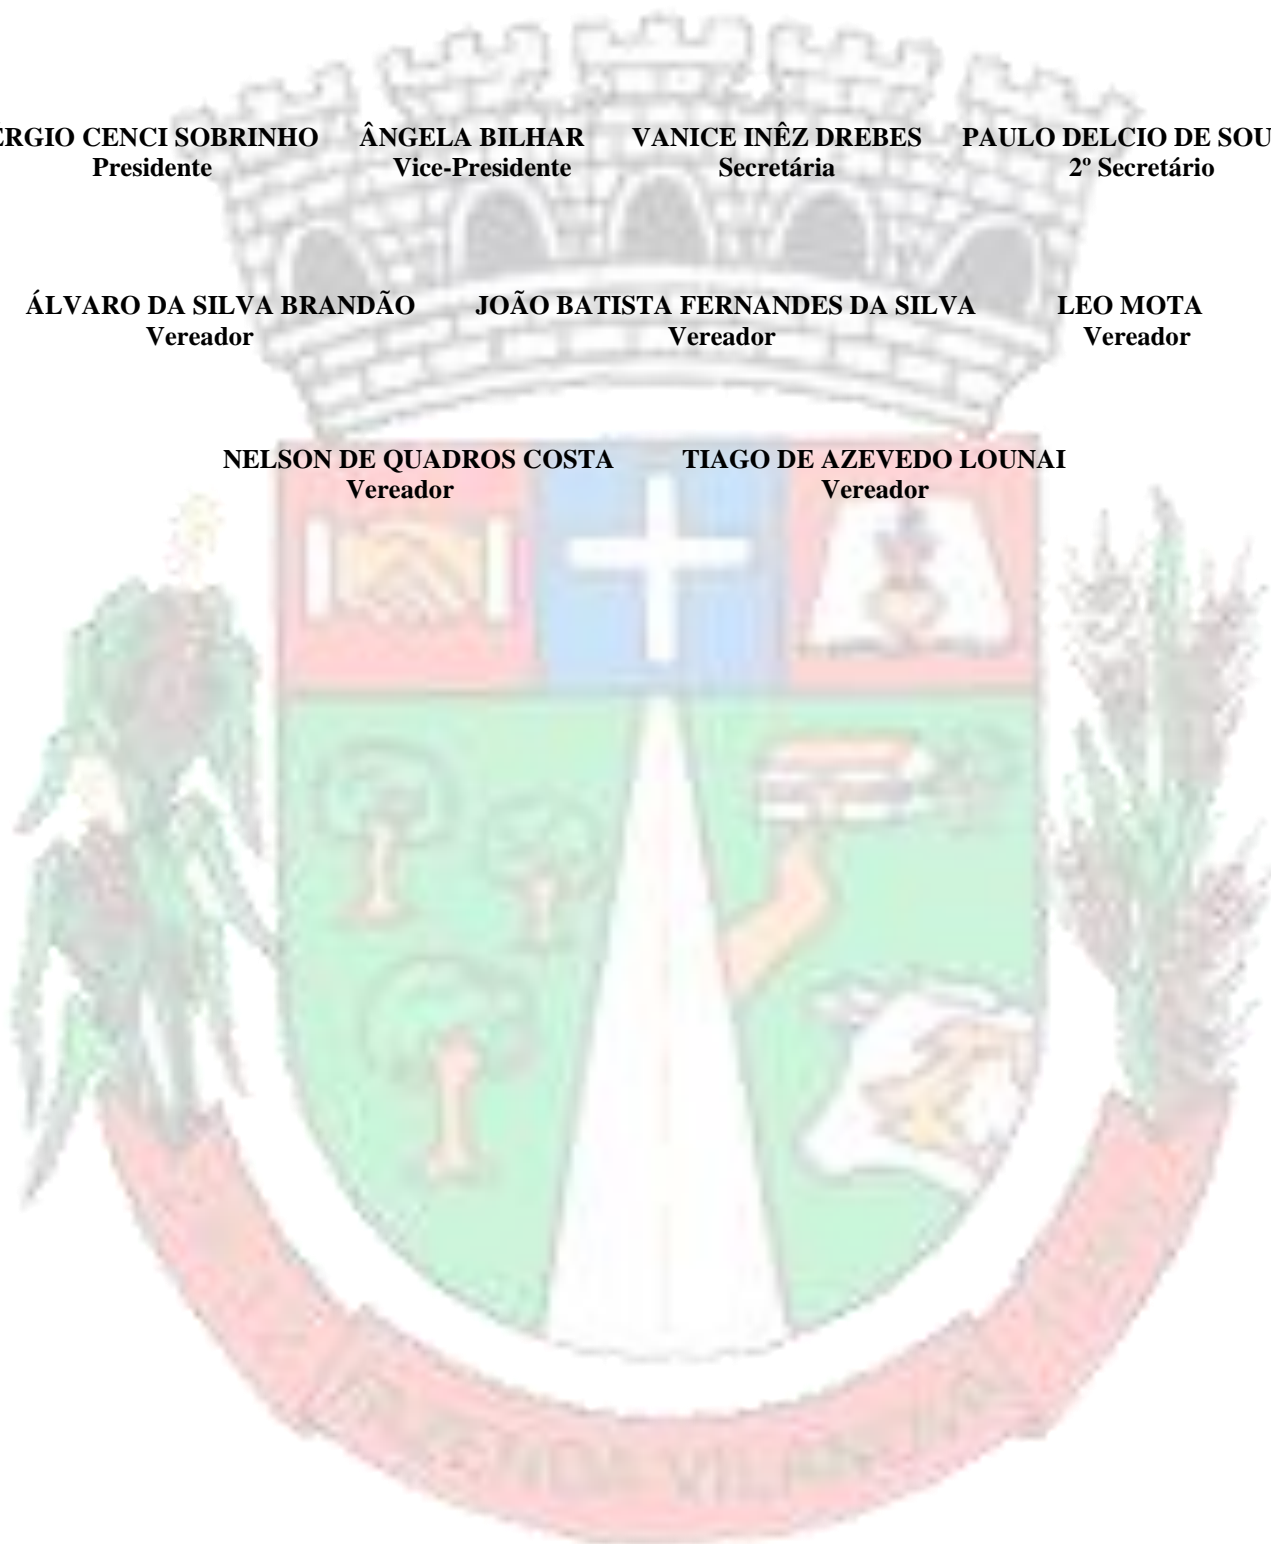 ÉRGIO CENCI SOBRINHO ÂNGELA BILHAR VANICE INÊZ DREBES PAULO DELCIO DE SOU
Presidente Vice-Presidente Secretária 2º Secretário
ÁLVARO DA SILVA BRANDÃO JOÃO BATISTA FERNANDES DA SILVA LEO MOTA
Vereador Vereador Vereador
NELSON DE QUADROS COSTA TIAGO DE AZEVEDO LOUNAI
Vereador Vereador